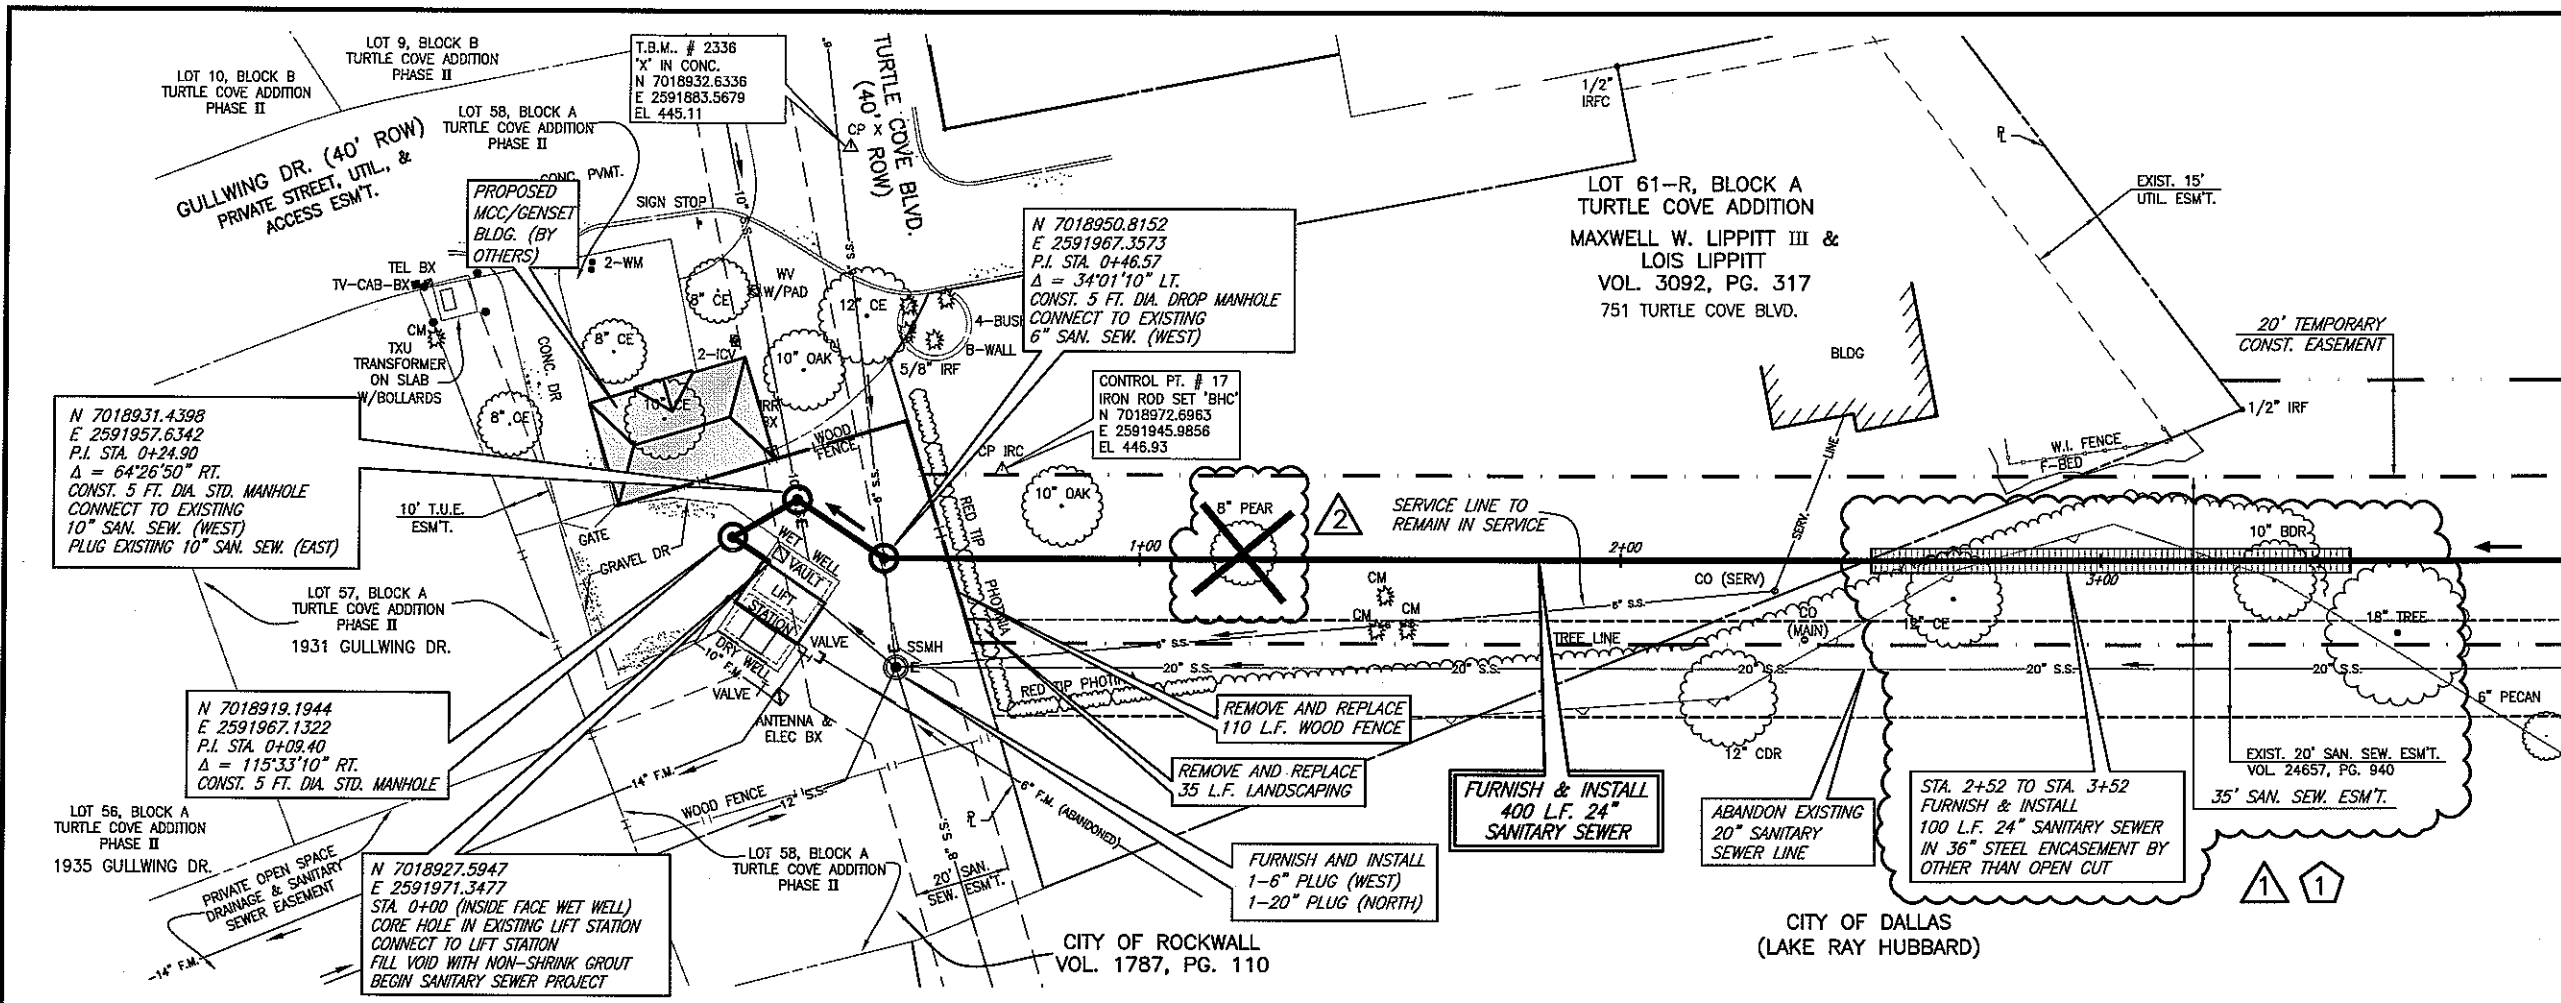 LOT 9, BLOCK B
TURTLE COVE ADDITION
PHASE II
LOT 10, BLOCK B
TURTLE COVE ADDITION
PHASE II
LOT 58, BLOCK A
TURTLE COVE ADDITION
PHASE II
GULLWING DR. (40' ROW)
PRIVATE STREET, UTIL., &
ACCESS ESM'T.
T.B.M.. # 2336
'X' IN CONC.
N 7018932.6336
E 2591883.5679
EL 445.11
TURTLE COVE BLVD.
(40' ROW)
CP X
CONC. PVMT.
SIGN STOP
PROPOSED
MCC/GENSET
BLDG. (BY
OTHERS)
2-WM
10" S.S.
6" S.S.
WV
W/PAD
8" CE
12" CE
TEL BX
TV-CAB-BX
CM
TXU
TRANSFORMER
ON SLAB
W/BOLLARDS
CONC. DR
8" CE
8" CE
10" CE
2-ICV
10" OAK
IRR
BX
WOOD
FENCE
4-BUSH
B-WALL
5/8" IRF
N 7018950.8152
E 2591967.3573
P.I. STA. 0+46.57
Δ = 34°01'10" LT.
CONST. 5 FT. DIA. DROP MANHOLE
CONNECT TO EXISTING
6" SAN. SEW. (WEST)
CONTROL PT. # 17
IRON ROD SET 'BHC'
N 7018972.6963
E 2591945.9856
EL 446.93
CP IRC
10" OAK
8" PEAR
2
1/2"
IRFC
LOT 61-R, BLOCK A
TURTLE COVE ADDITION
MAXWELL W. LIPPITT III &
LOIS LIPPITT
VOL. 3092, PG. 317
751 TURTLE COVE BLVD.
BLDG
EXIST. 15'
UTIL. ESM'T.
20' TEMPORARY
CONST. EASEMENT
1/2" IRF
W.I. FENCE
F-BED
SERVICE LINE TO
REMAIN IN SERVICE
SERV. LINE
N 7018931.4398
E 2591957.6342
P.I. STA. 0+24.90
Δ = 64°26'50" RT.
CONST. 5 FT. DIA. STD. MANHOLE
CONNECT TO EXISTING
10" SAN. SEW. (WEST)
PLUG EXISTING 10" SAN. SEW. (EAST)
10' T.U.E.
ESM'T.
GATE
GRAVEL DR
WET WELL
VAULT
LIFT
STATION
DRY WELL
10" F.M.
VALVE
VALVE
SSMH
E
ANTENNA &
ELEC BX
RED TIP
PHOTINIA
1+00
2+00
3+00
CO (SERV)
CO
(MAIN)
CM
CM
CM
6" S.S.
6" S.S.
TREE LINE
20" S.S.
20" S.S.
20" S.S.
20" S.S.
20" S.S.
12" CE
10" BDR
18" TREE
6" PECAN
12" CDR
LOT 57, BLOCK A
TURTLE COVE ADDITION
PHASE II
1931 GULLWING DR.
N 7018919.1944
E 2591967.1322
P.I. STA. 0+09.40
Δ = 115°33'10" RT.
CONST. 5 FT. DIA. STD. MANHOLE
RED TIP PHOTINIA
REMOVE AND REPLACE
110 L.F. WOOD FENCE
REMOVE AND REPLACE
35 L.F. LANDSCAPING
14" F.M.
WOOD FENCE
12" S.S.
6" F.M. (ABANDONED)
8" S.S.
20' SAN.
SEW. ESM'T.
FURNISH & INSTALL
400 L.F. 24"
SANITARY SEWER
ABANDON EXISTING
20" SANITARY
SEWER LINE
STA. 2+52 TO STA. 3+52
FURNISH & INSTALL
100 L.F. 24" SANITARY SEWER
IN 36" STEEL ENCASEMENT BY
OTHER THAN OPEN CUT
EXIST. 20' SAN. SEW. ESM'T.
VOL. 24657, PG. 940
35' SAN. SEW. ESM'T.
1
1
LOT 56, BLOCK A
TURTLE COVE ADDITION
PHASE II
1935 GULLWING DR.
PRIVATE OPEN SPACE
DRAINAGE & SANITARY
SEWER EASEMENT
14" F.M.
N 7018927.5947
E 2591971.3477
STA. 0+00 (INSIDE FACE WET WELL)
CORE HOLE IN EXISTING LIFT STATION
CONNECT TO LIFT STATION
FILL VOID WITH NON-SHRINK GROUT
BEGIN SANITARY SEWER PROJECT
LOT 58, BLOCK A
TURTLE COVE ADDITION
PHASE II
FURNISH AND INSTALL
1-6" PLUG (WEST)
1-20" PLUG (NORTH)
CITY OF ROCKWALL
VOL. 1787, PG. 110
CITY OF DALLAS
(LAKE RAY HUBBARD)